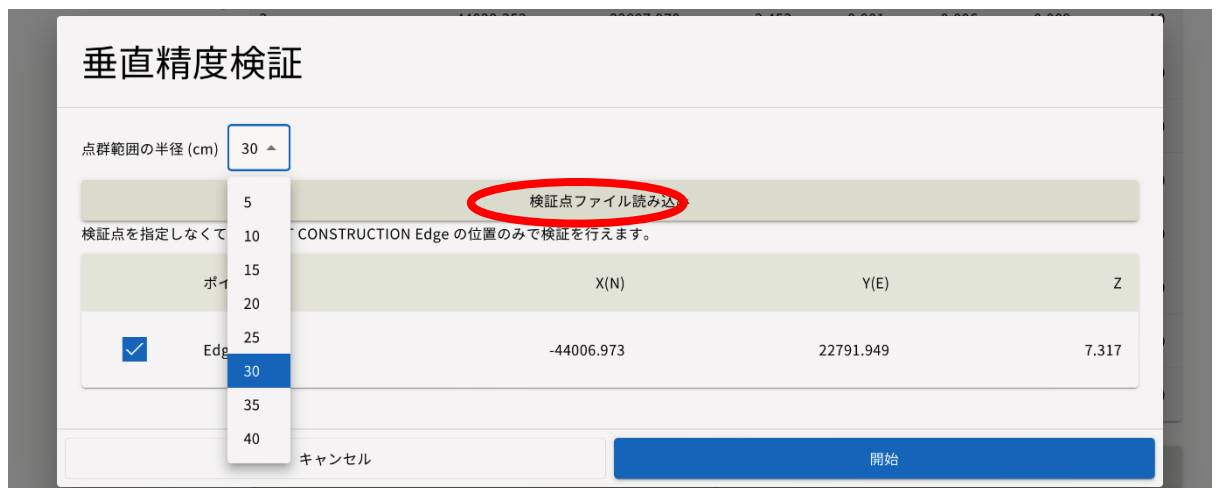 垂直精度検証
点群範囲の半径 (cm) 30
検証点ファイル読み込み
5
検証点を指定しなくて
10
CONSTRUCTION Edge の位置のみで検証を行えます。
15
ポイ X(N) Y(E) Z
20
25
Edg -44006.973 22791.949 7.317
30
35
40
キャンセル 開始